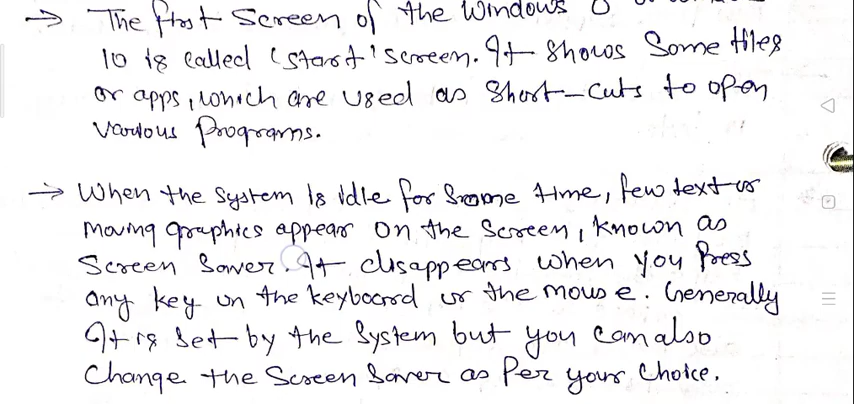 → The first Screen of the Windows
10 is called 'start' screen. It shows Some tiles
or apps, which are used as Short-cuts to open
various Programs.
→ When the system is idle for Some time, few text or
moving graphics appear on the Screen, known as
Screen Saver. It disappears when you Press
any key on the keyboard or the mouse. Generally
It is Set by the System but you can also
Change the Screen Saver as Per your Choice.